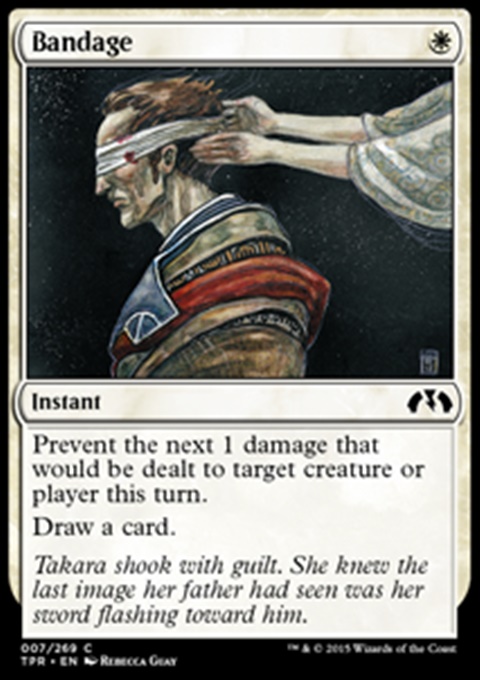 Bandage
Instant
Prevent the next 1 damage that
would be dealt to target creature or
player this turn.
Draw a card.
Takara shook with guilt. She knew the
last image her father had seen was her
sword flashing toward him.
007/269 C
TPR • EN Rebecca Guay
™ & © 2015 Wizards of the Coast